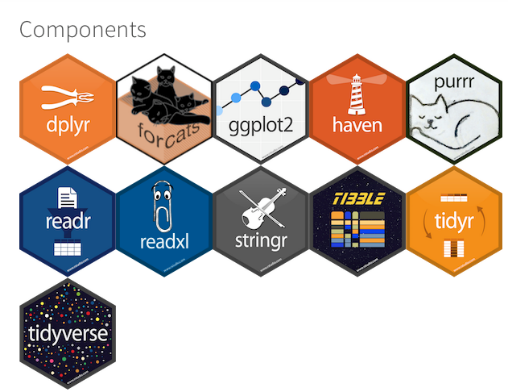 Components
dplyr
forcats
ggplot2
haven
purrr
readr
readxl
stringr
TIBBLE
tidyr
tidyverse